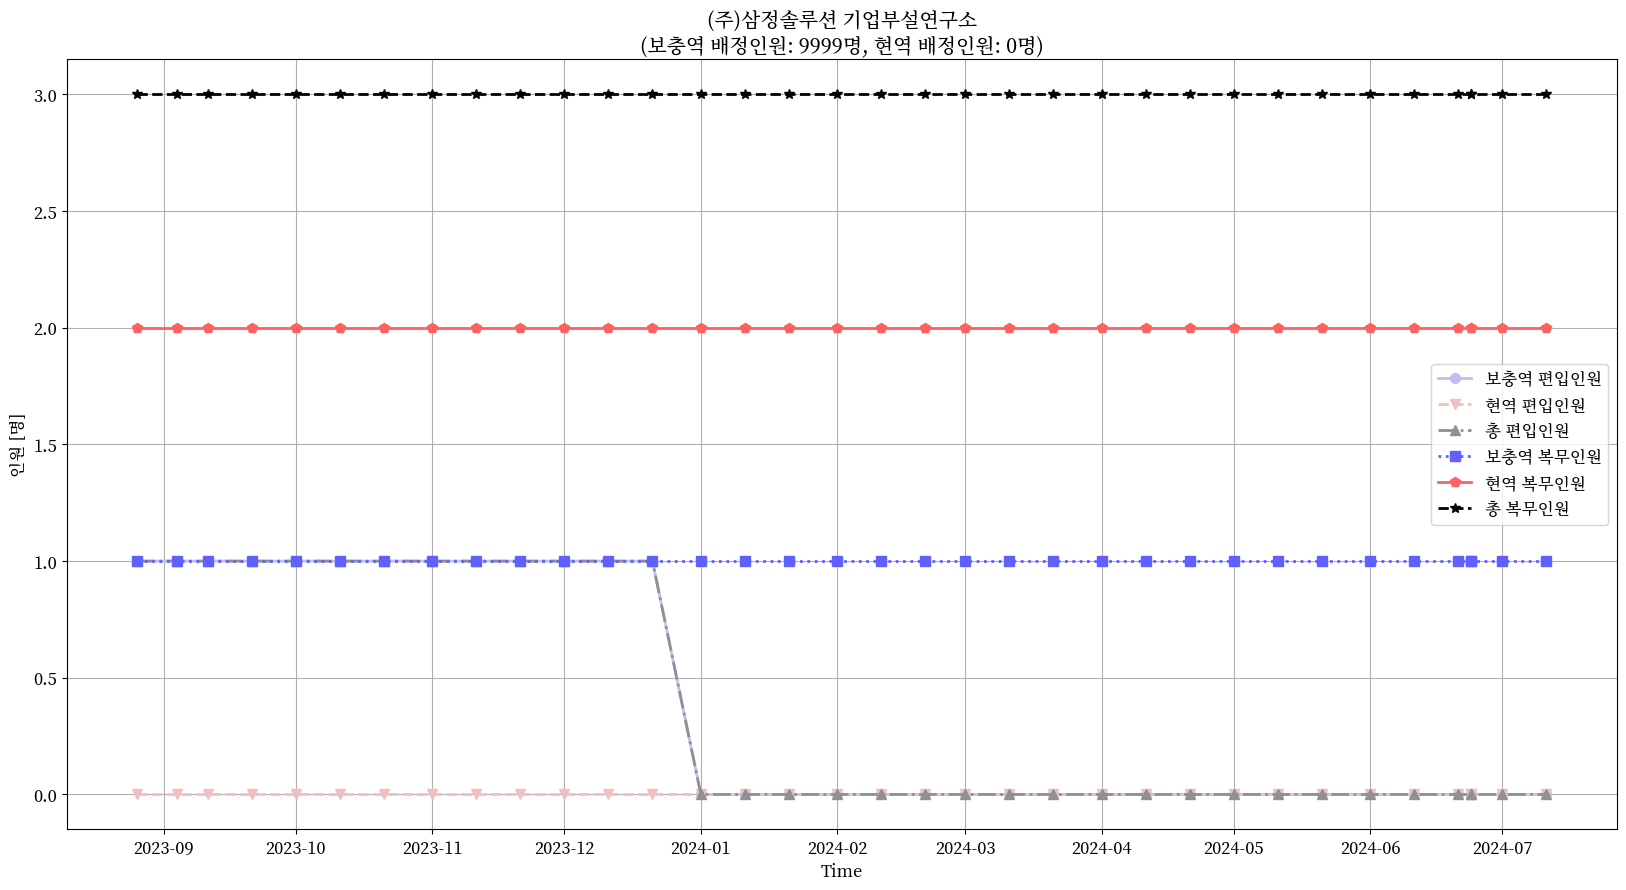 (주)삼정솔루션 기업부설연구소
(보충역 배정인원: 9999명, 현역 배정인원: 0명)
인원 [명]
3.0
2.5
2.0
1.5
1.0
0.5
0.0
보충역 편입인원
현역 편입인원
총 편입인원
보충역 복무인원
현역 복무인원
총 복무인원
2023-09 2023-10 2023-11 2023-12 2024-01 2024-02 2024-03 2024-04 2024-05 2024-06 2024-07
Time